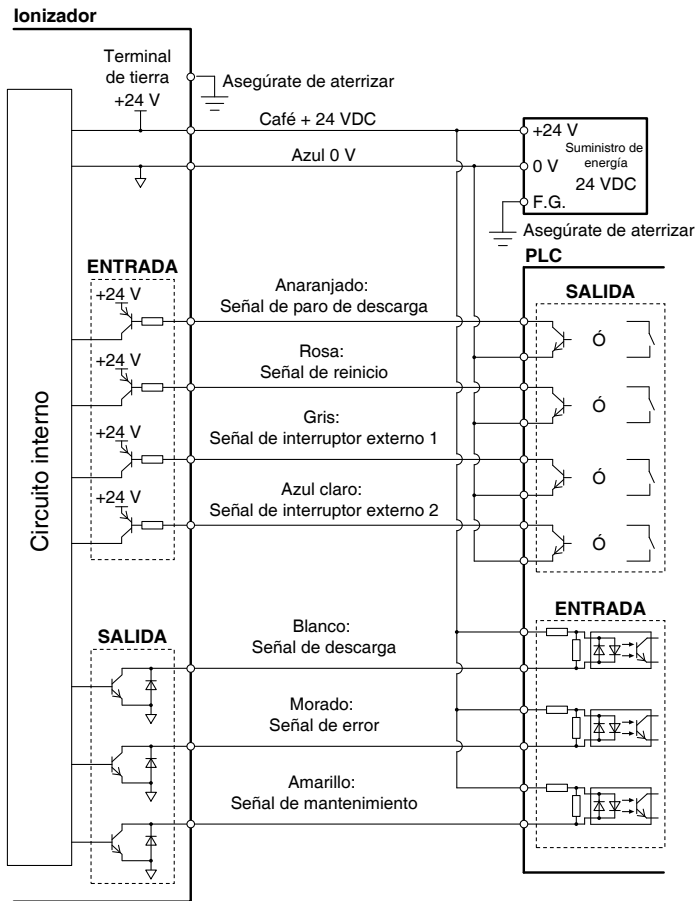 Ionizador
Terminal
de tierra
Asegúrate de aterrizar
+24 V
Café + 24 VDC
+24 V
Suministro de
energía
24 VDC
Azul 0 V
0 V
F.G.
Asegúrate de aterrizar
PLC
ENTRADA
SALIDA
+24 V
Anaranjado:
Señal de paro de descarga
Ó
+24 V
Rosa:
Señal de reinicio
Ó
+24 V
Gris:
Señal de interruptor externo 1
Ó
+24 V
Azul claro:
Señal de interruptor externo 2
Ó
Circuito interno
SALIDA
ENTRADA
Blanco:
Señal de descarga
Morado:
Señal de error
Amarillo:
Señal de mantenimiento